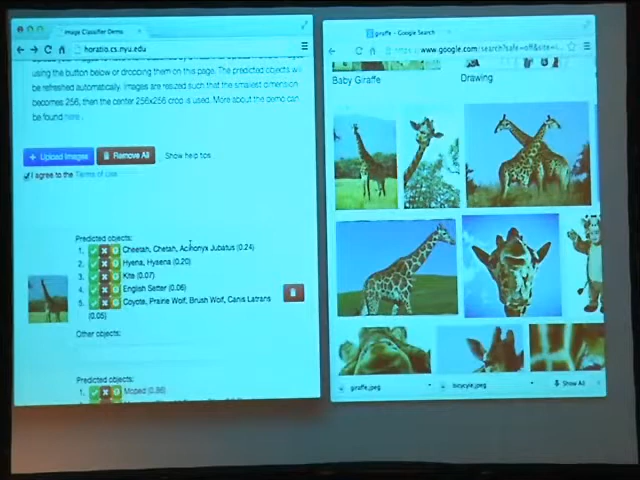 Image Classifier Demo
horatio.cs.nyu.edu
using the button below or dropping them on this page. The predicted objects will
be refreshed automatically. Images are resized such that the smallest dimension
becomes 256, then the center 256x256 crop is used. More about the demo can
be found here.
+ Upload Images
Remove All
Show help tips
I agree to the Terms of Use
Predicted objects:
1. Cheetah, Chetah, Acinonyx Jubatus (0.24)
2. Hyena, Hyaena (0.20)
3. Kite (0.07)
4. English Setter (0.06)
5. Coyote, Prairie Wolf, Brush Wolf, Canis Latrans
(0.05)
Other objects:
Predicted objects:
1. Moped (0.86)
giraffe - Google Search
https://www.google.com/search?safe=off&site=
Baby Giraffe
Drawing
giraffe.jpeg
bicycyle.jpeg
Show All